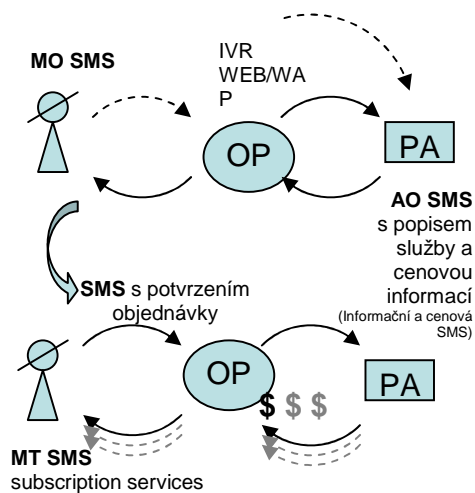 MO SMS
IVR
WEB/WA
P
OP
PA
AO SMS
s popisem
služby a
cenovou
informací
(Informační a cenová
SMS)
SMS s potvrzením
objednávky
OP
PA
$ $ $
MT SMS
subscription services